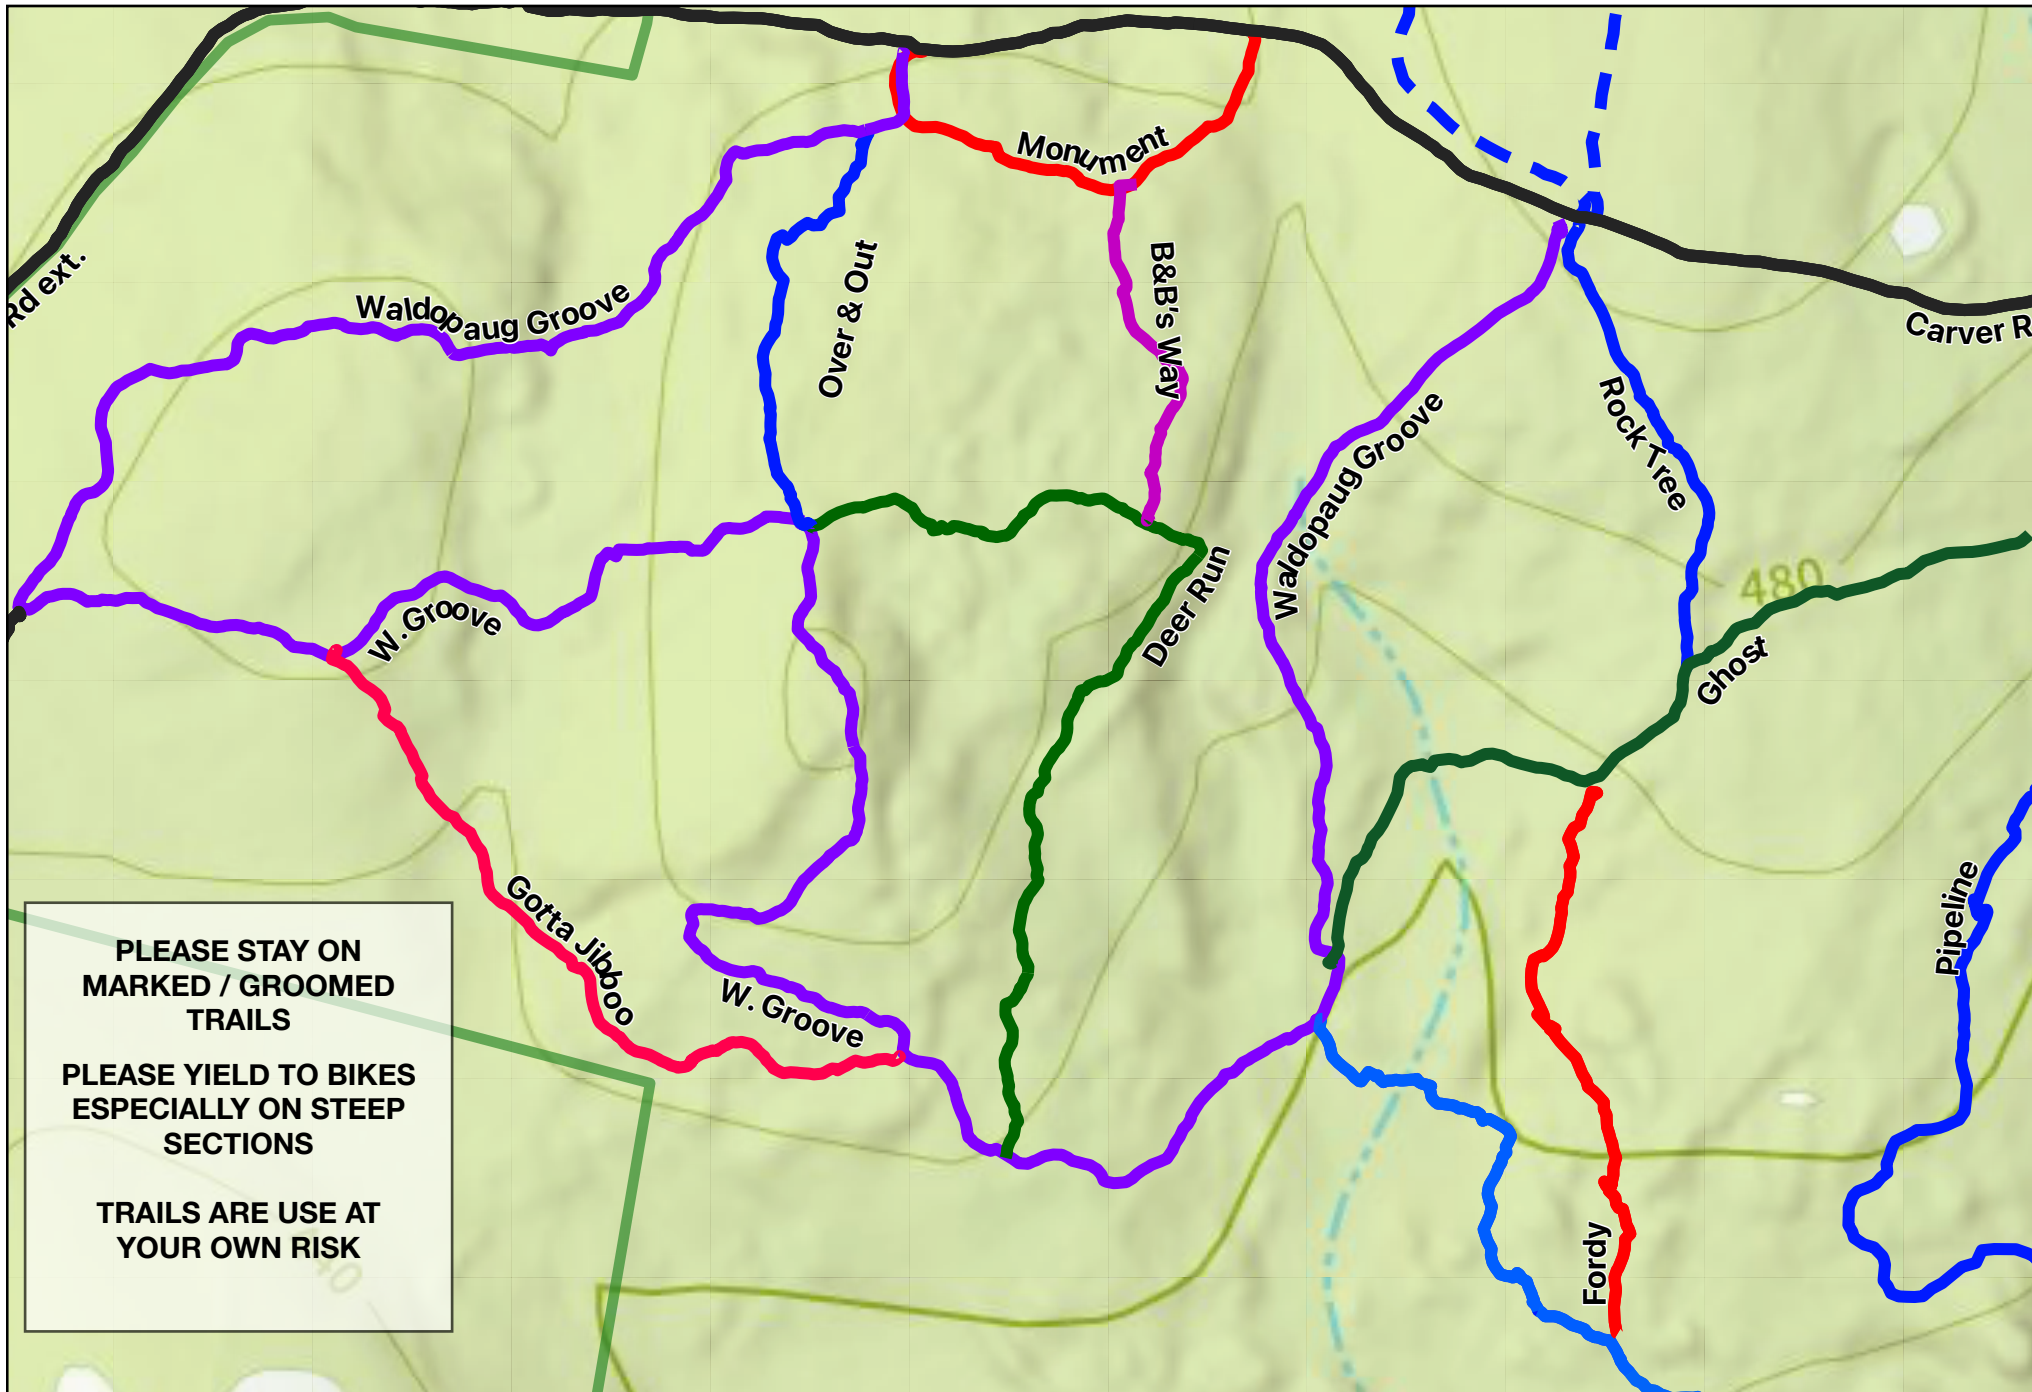 Monument
Rd ext.
Waldopaug Groove
Over & Out
B&B's Way
Carver R
Rock Tree
Waldopaug Groove
480
W. Groove
Deer Run
Ghost
Gotta Jibboo
Pipeline
W. Groove
Fordy
PLEASE STAY ON
MARKED / GROOMED
TRAILS
PLEASE YIELD TO BIKES
ESPECIALLY ON STEEP
SECTIONS
TRAILS ARE USE AT
YOUR OWN RISK
40